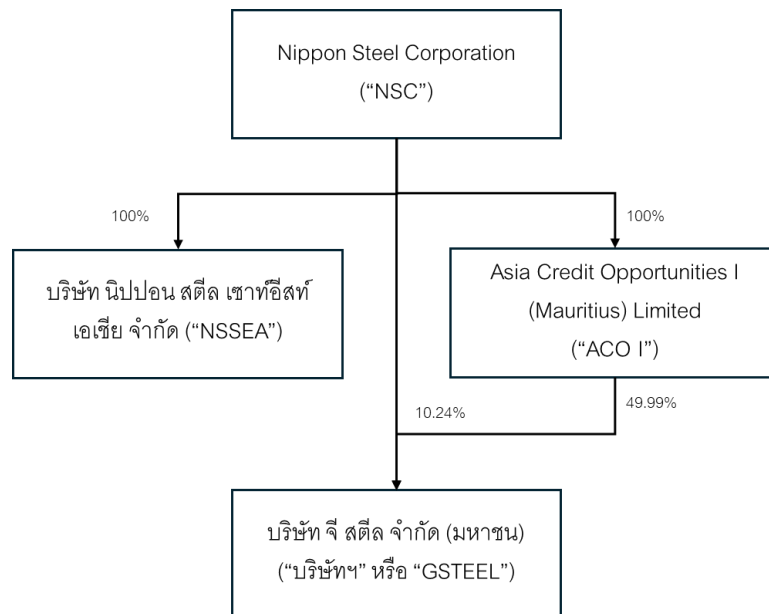 Nippon Steel Corporation
(“NSC”)
100%
100%
บริษัท นิปปอน สตีล เซาท์อีสท์
เอเชีย จำกัด (“NSSEA”)
Asia Credit Opportunities I
(Mauritius) Limited
(“ACO I”)
10.24%
49.99%
บริษัท จี สตีล จำกัด (มหาชน)
(“บริษัทฯ” หรือ “GSTEEL”)